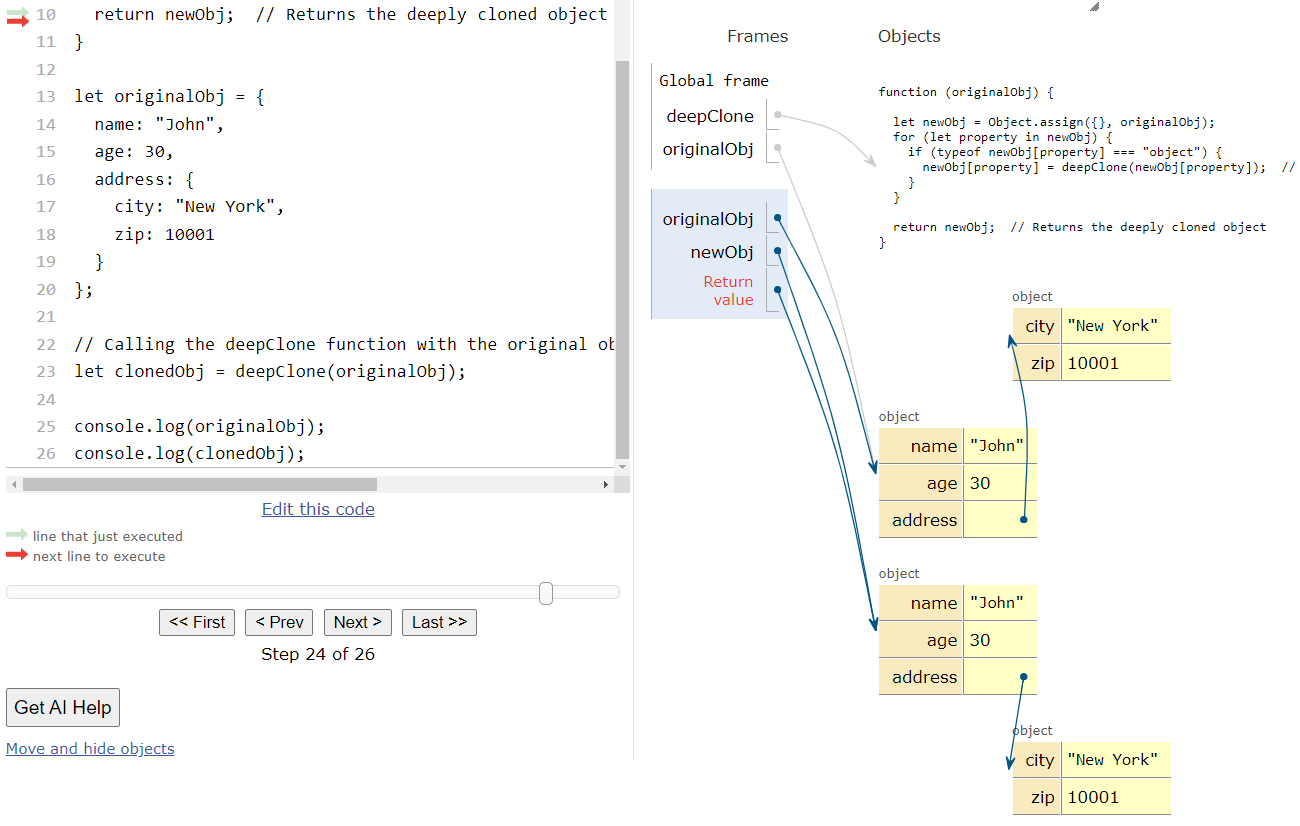 10 return newObj;  // Returns the deeply cloned object
11 }
12
13 let originalObj = {
14 name: "John",
15 age: 30,
16 address: {
17 city: "New York",
18 zip: 10001
19 }
20 };
21
22 // Calling the deepClone function with the original ob
23 let clonedObj = deepClone(originalObj);
24
25 console.log(originalObj);
26 console.log(clonedObj);
Edit this code
line that just executed
next line to execute
<< First < Prev Next > Last >>
Step 24 of 26
Get AI Help
Move and hide objects
Frames Objects
Global frame
deepClone
originalObj
originalObj
newObj
Return
value
function (originalObj) {
let newObj = Object.assign({}, originalObj);
for (let property in newObj) {
if (typeof newObj[property] === "object") {
newObj[property] = deepClone(newObj[property]);  //
}
}
return newObj;  // Returns the deeply cloned object
}
object
city "New York"
zip 10001
object
name "John"
age 30
address
object
name "John"
age 30
address
object
city "New York"
zip 10001